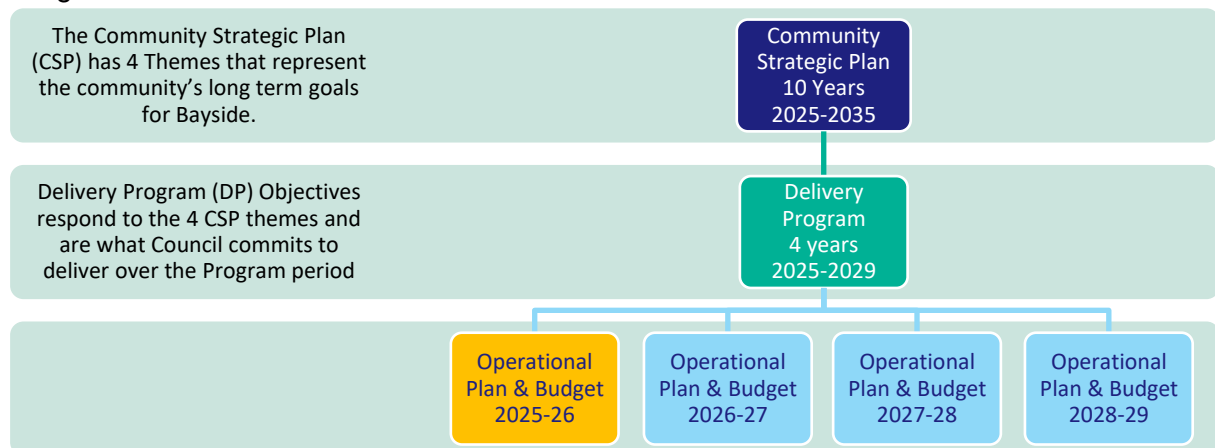 The Community Strategic Plan
(CSP) has 4 Themes that represent
the community's long term goals
for Bayside.
Community
Strategic Plan
10 Years
2025-2035
Delivery Program (DP) Objectives
respond to the 4 CSP themes and
are what Council commits to
deliver over the Program period
Delivery
Program
4 years
2025-2029
Operational
Plan & Budget
2025-26
Operational
Plan & Budget
2026-27
Operational
Plan & Budget
2027-28
Operational
Plan & Budget
2028-29